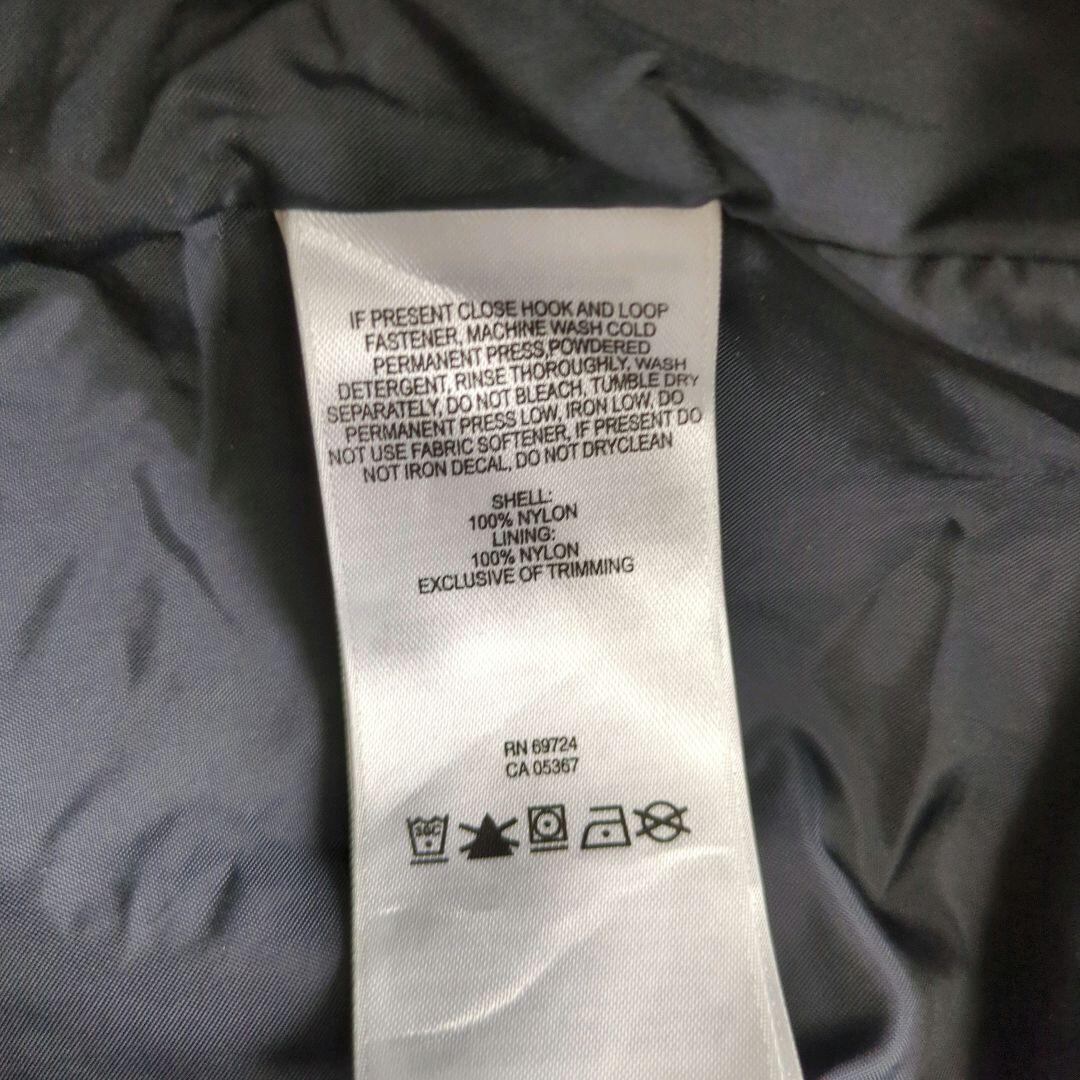 IF PRESENT CLOSE HOOK AND LOOP
FASTENER, MACHINE WASH COLD
PERMANENT PRESS,POWDERED
DETERGENT, RINSE THOROUGHLY, WASH
SEPARATELY, DO NOT BLEACH, TUMBLE DRY
PERMANENT PRESS LOW, IRON LOW, DO
NOT USE FABRIC SOFTENER, IF PRESENT DO
NOT IRON DECAL, DO NOT DRYCLEAN
SHELL:
100% NYLON
LINING:
100% NYLON
EXCLUSIVE OF TRIMMING
RN 69724
CA 05367